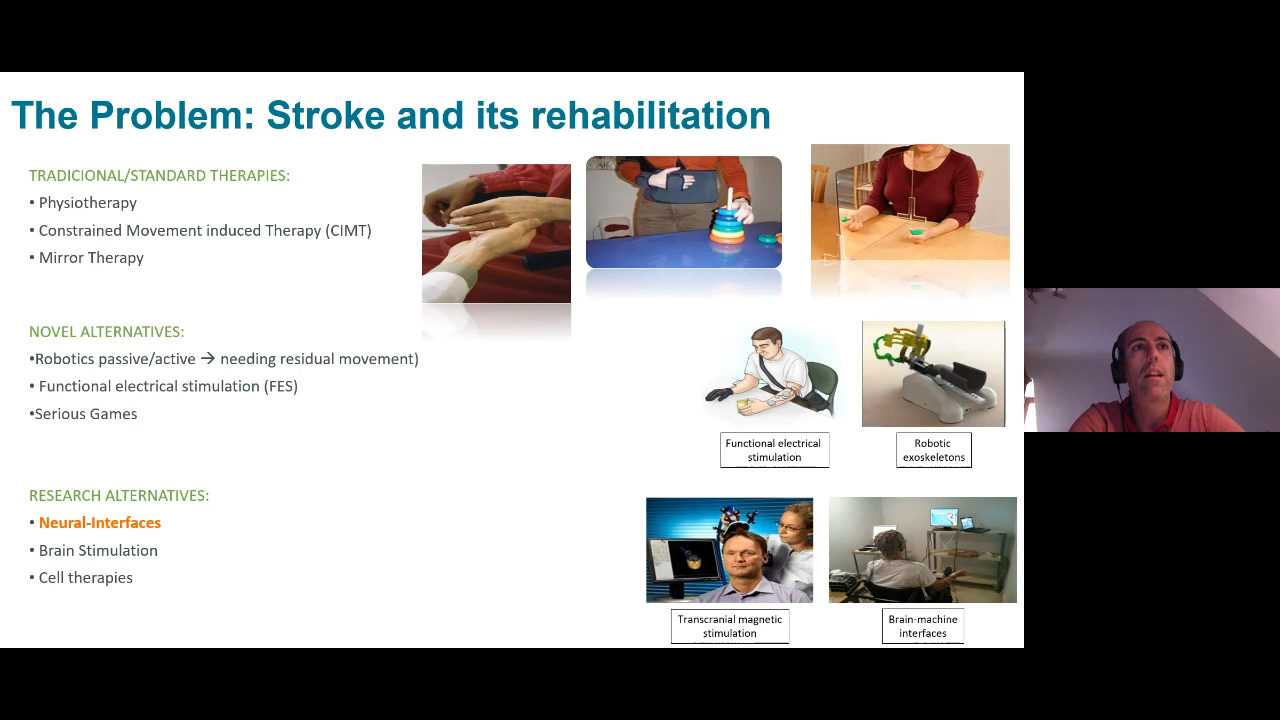 The Problem: Stroke and its rehabilitation
TRADICIONAL/STANDARD THERAPIES:
• Physiotherapy
• Constrained Movement induced Therapy (CIMT)
• Mirror Therapy
NOVEL ALTERNATIVES:
•Robotics passive/active → needing residual movement)
• Functional electrical stimulation (FES)
•Serious Games
Functional electrical
stimulation
Robotic
exoskeletons
RESEARCH ALTERNATIVES:
• Neural-Interfaces
• Brain Stimulation
• Cell therapies
Transcranial magnetic
stimulation
Brain-machine
interfaces